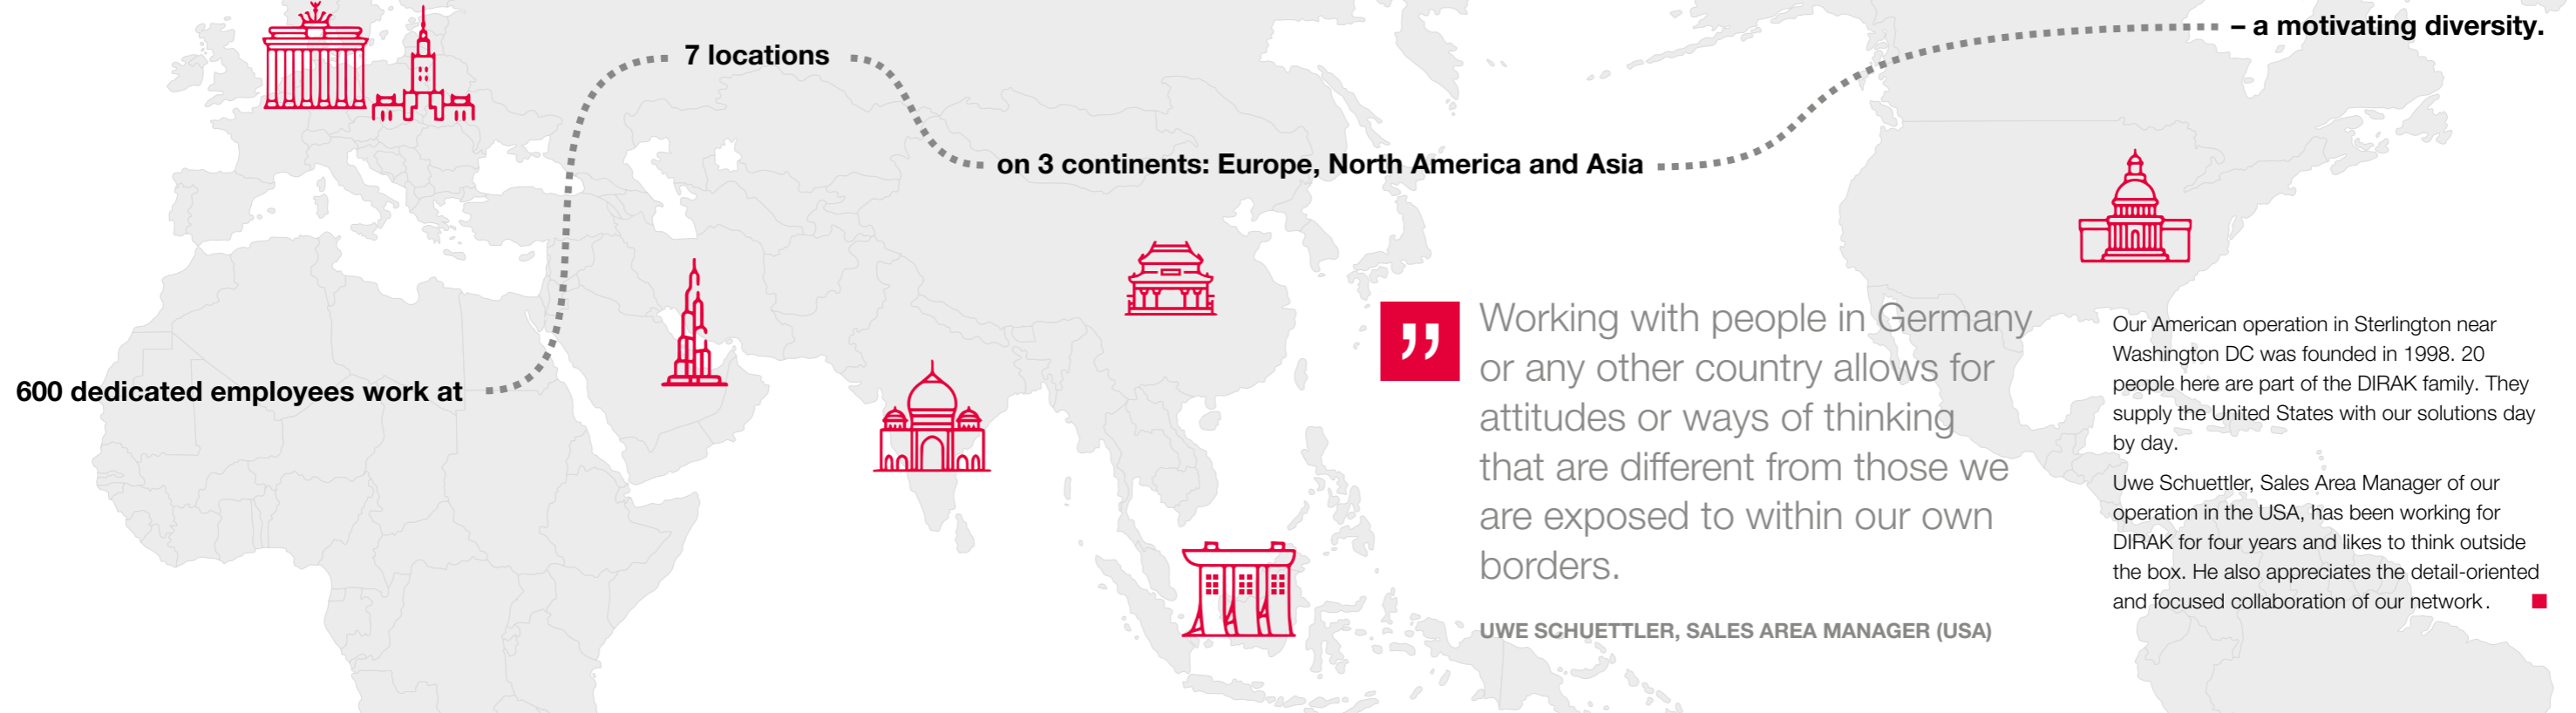 600 dedicated employees work at
7 locations
on 3 continents: Europe, North America and Asia
– a motivating diversity.
”
Working with people in Germany
or any other country allows for
attitudes or ways of thinking
that are different from those we
are exposed to within our own
borders.
UWE SCHUETTLER, SALES AREA MANAGER (USA)
Our American operation in Sterlington near
Washington DC was founded in 1998. 20
people here are part of the DIRAK family. They
supply the United States with our solutions day
by day.
Uwe Schuettler, Sales Area Manager of our
operation in the USA, has been working for
DIRAK for four years and likes to think outside
the box. He also appreciates the detail-oriented
and focused collaboration of our network.